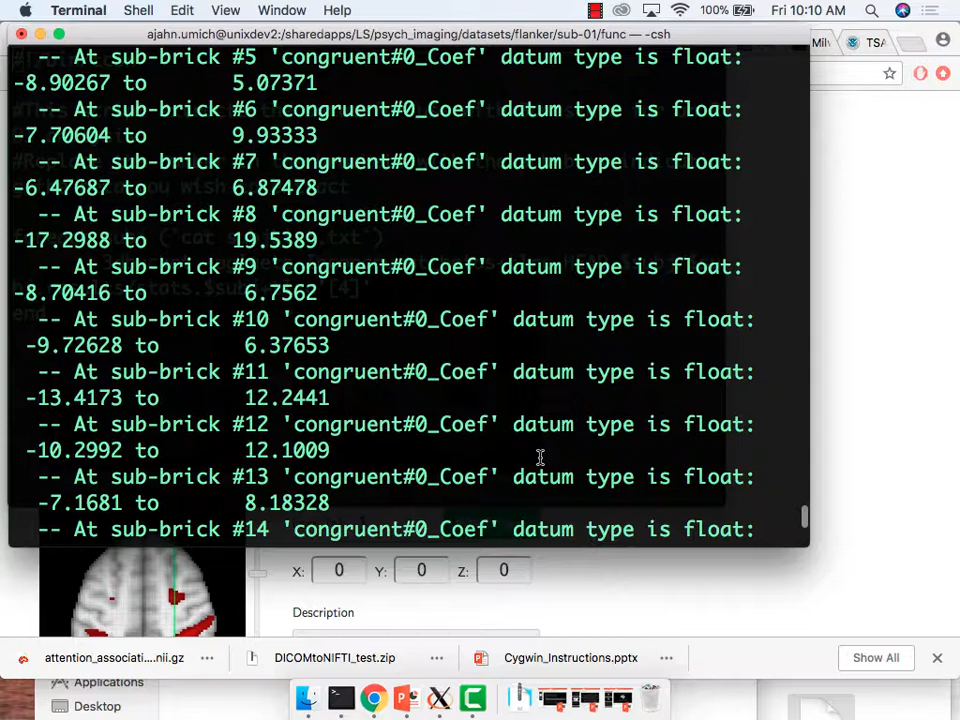 Terminal Shell Edit View Window Help 100% Fri 10:10 AM
ajahn.umich@unixdev2:/sharedapps/LS/psych_imaging/datasets/flanker/sub-01/func — -csh
TSA
-- At sub-brick #5 'congruent#0_Coef' datum type is float:
-8.90267 to 5.07371
-- At sub-brick #6 'congruent#0_Coef' datum type is float:
-7.70604 to 9.93333
-- At sub-brick #7 'congruent#0_Coef' datum type is float:
-6.47687 to 6.87478
-- At sub-brick #8 'congruent#0_Coef' datum type is float:
-17.2988 to 19.5389
-- At sub-brick #9 'congruent#0_Coef' datum type is float:
-8.70416 to 6.7562
-- At sub-brick #10 'congruent#0_Coef' datum type is float:
-9.72628 to 6.37653
-- At sub-brick #11 'congruent#0_Coef' datum type is float:
-13.4173 to 12.2441
-- At sub-brick #12 'congruent#0_Coef' datum type is float:
-10.2992 to 12.1009
-- At sub-brick #13 'congruent#0_Coef' datum type is float:
-7.1681 to 8.18328
-- At sub-brick #14 'congruent#0_Coef' datum type is float:
X: 0 Y: 0 Z: 0
Description
attention_associati....nii.gz DICOMtoNIFTI_test.zip Cygwin_Instructions.pptx Show All
Applications
Desktop